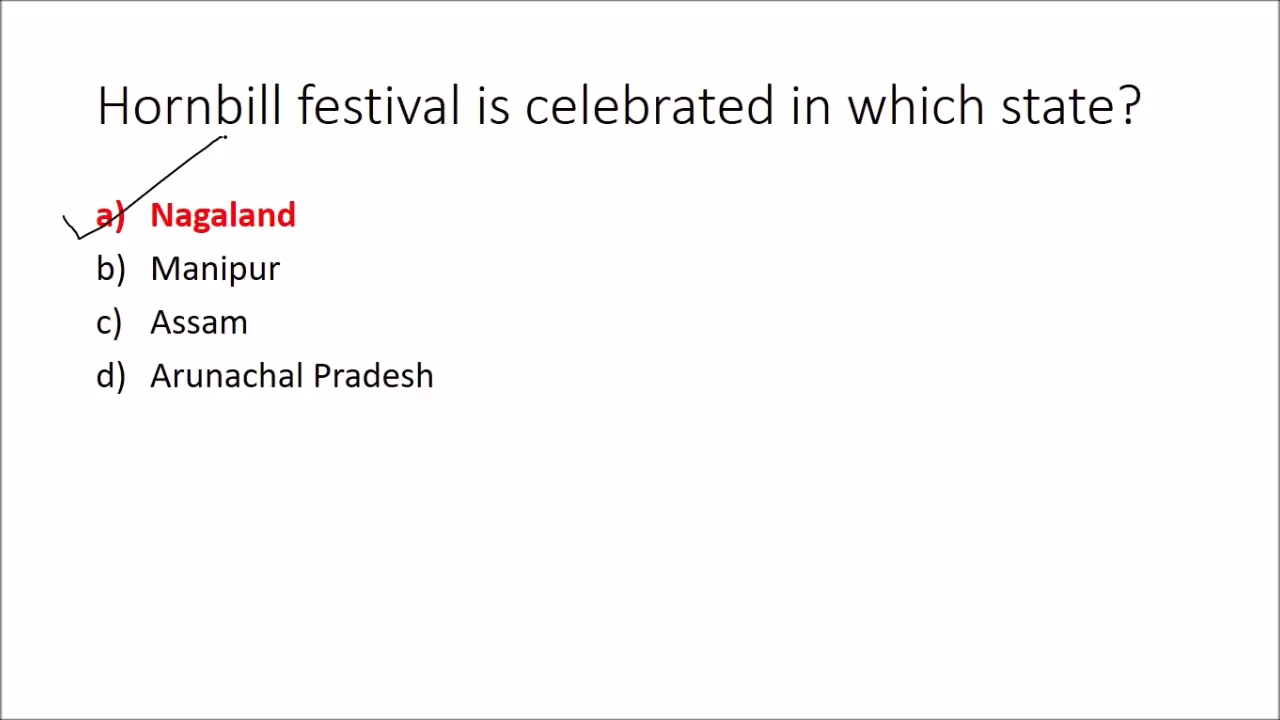 Hornbill festival is celebrated in which state?
a) Nagaland
b) Manipur
c) Assam
d) Arunachal Pradesh